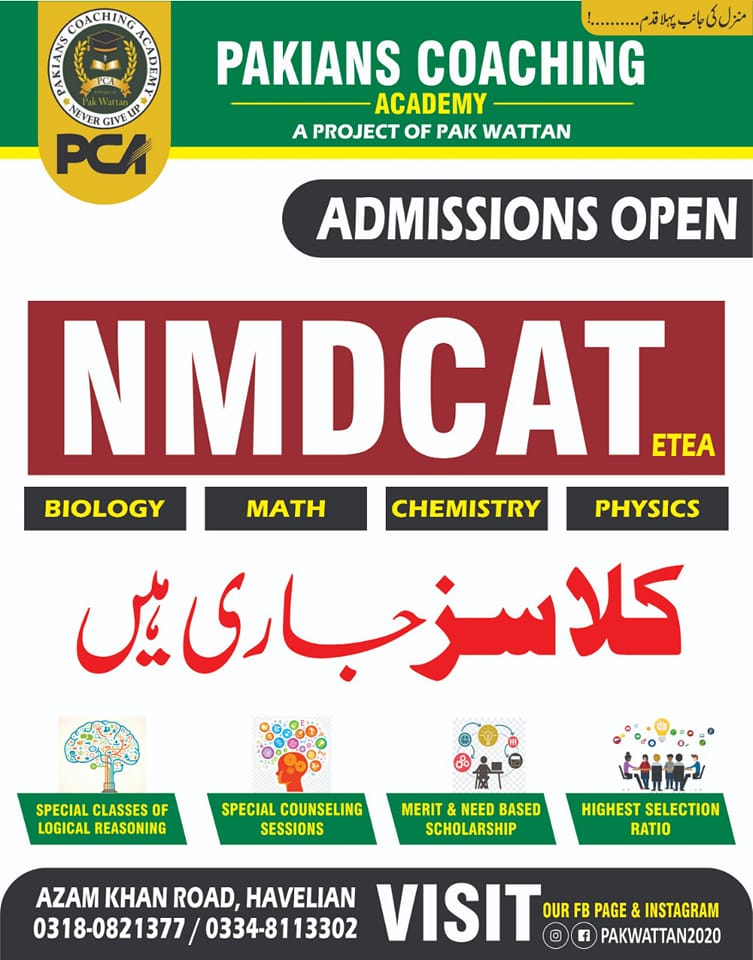 منزل کی جانب پہلا قدم..........!
PAKIANS COACHING ACADEMY
PCA
A Project of
Pak Wattan
NEVER GIVE UP
PCA
PAKIANS COACHING
ACADEMY
A PROJECT OF PAK WATTAN
ADMISSIONS OPEN
NMDCAT
ETEA
BIOLOGY
MATH
CHEMISTRY
PHYSICS
کلاسز جاری ہیں
SPECIAL CLASSES OF
LOGICAL REASONING
SPECIAL COUNSELING
SESSIONS
MERIT & NEED BASED
SCHOLARSHIP
HIGHEST SELECTION
RATIO
AZAM KHAN ROAD, HAVELIAN
0318-0821377 / 0334-8113302
VISIT
OUR FB PAGE & INSTAGRAM
PAKWATTAN2020